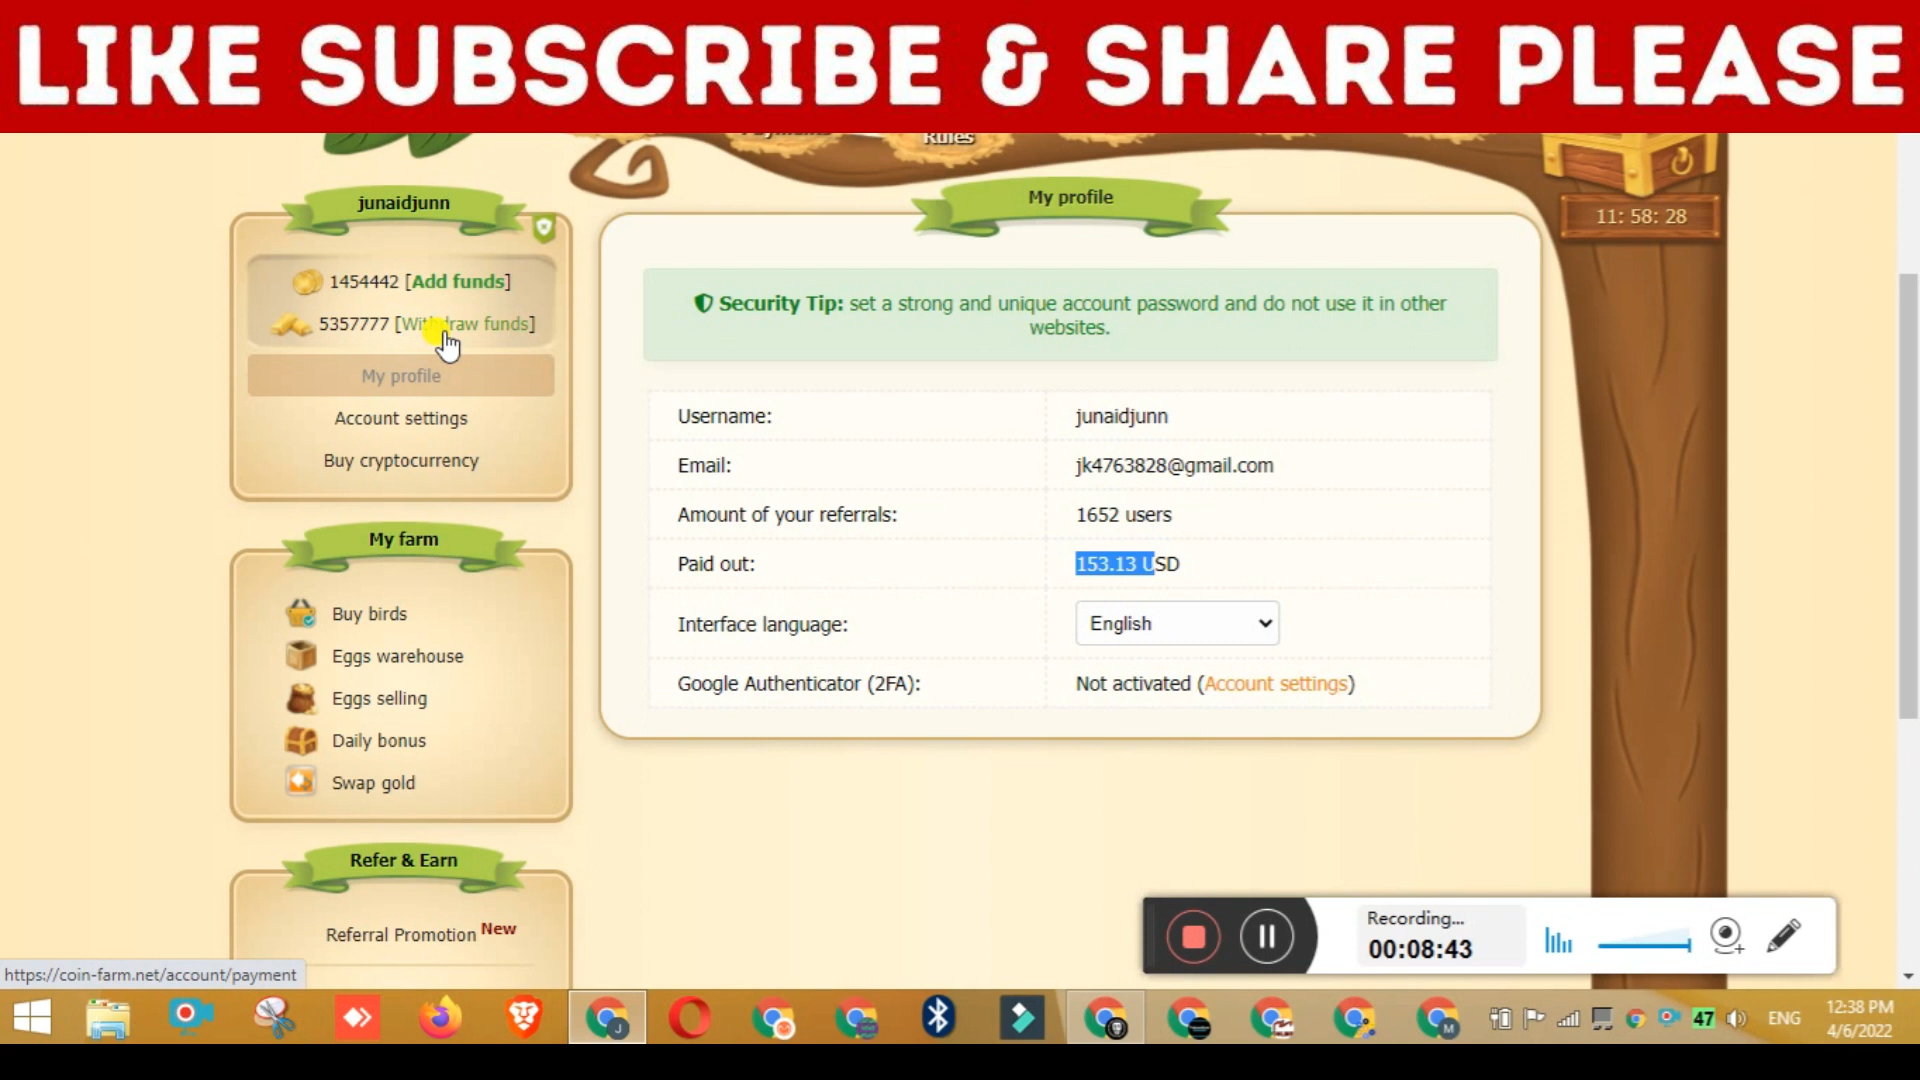 LIKE SUBSCRIBE & SHARE PLEASE
Rules
junaidjunn
My profile
11: 58: 28
1454442 [Add funds]
5357777 [Withdraw funds]
My profile
Account settings
Buy cryptocurrency
Security Tip: set a strong and unique account password and do not use it in other
websites.
Username: junaidjunn
Email: jk4763828@gmail.com
Amount of your referrals: 1652 users
Paid out: 153.13 USD
Interface language: English
Google Authenticator (2FA): Not activated (Account settings)
My farm
Buy birds
Eggs warehouse
Eggs selling
Daily bonus
Swap gold
Refer & Earn
Referral Promotion New
Recording...
00:08:43
https://coin-farm.net/account/payment
J
M
47
ENG
12:38 PM
4/6/2022